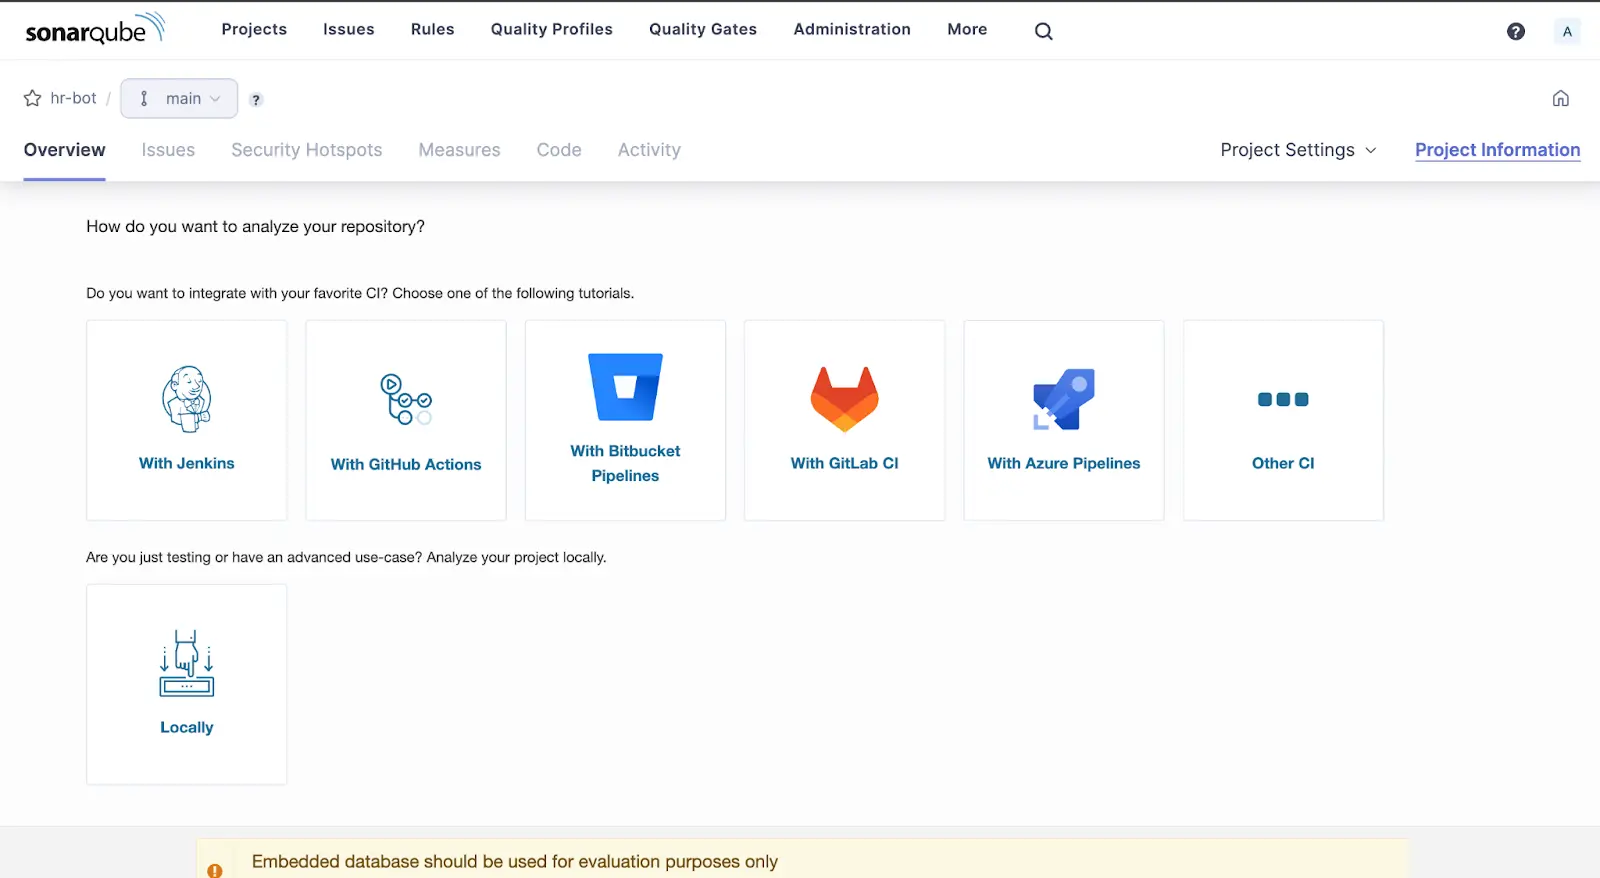 sonarqube Projects Issues Rules Quality Profiles Quality Gates Administration More ? A
hr-bot / main ?
Overview Issues Security Hotspots Measures Code Activity Project Settings Project Information
How do you want to analyze your repository?
Do you want to integrate with your favorite CI? Choose one of the following tutorials.
With Jenkins
With GitHub Actions
With Bitbucket
Pipelines
With GitLab CI
With Azure Pipelines
Other CI
Are you just testing or have an advanced use-case? Analyze your project locally.
Locally
Embedded database should be used for evaluation purposes only